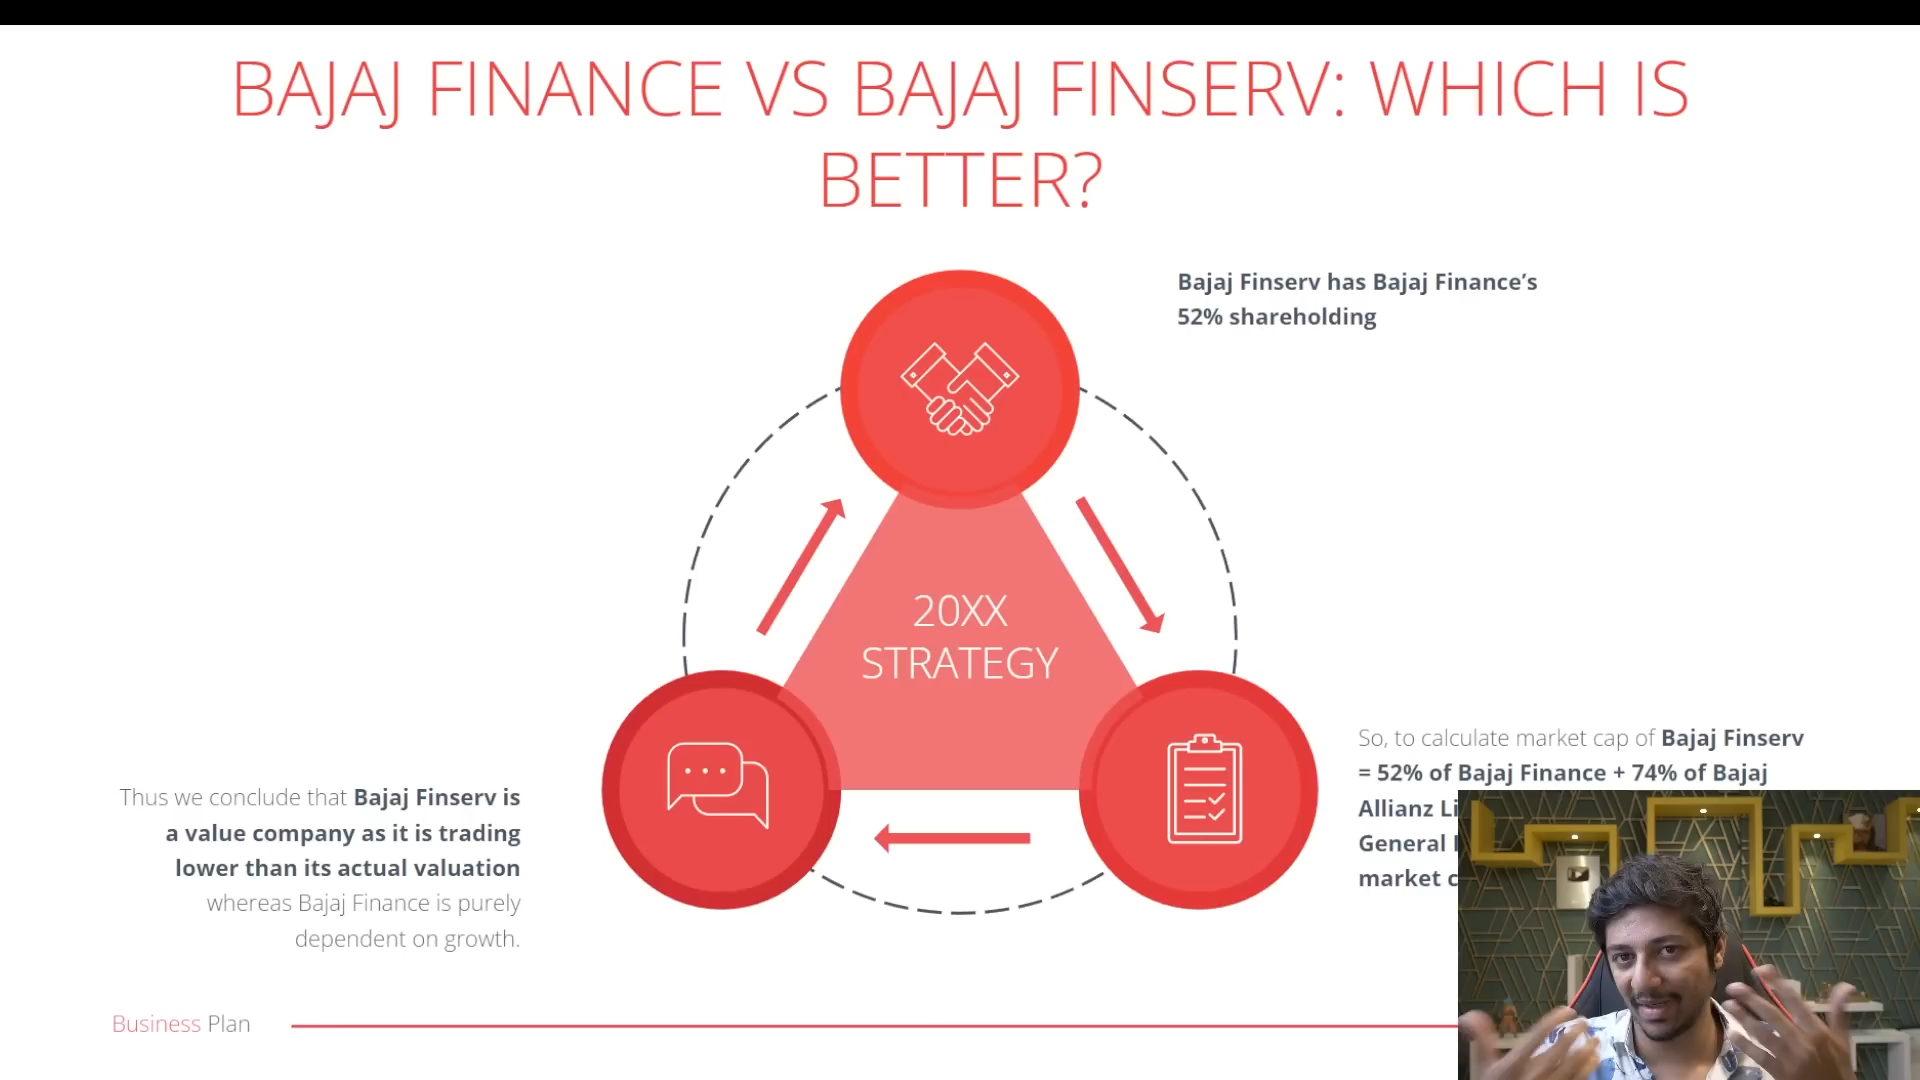 BAJAJ FINANCE VS BAJAJ FINSERV: WHICH IS
BETTER?
Bajaj Finserv has Bajaj Finance’s
52% shareholding
20XX
STRATEGY
So, to calculate market cap of Bajaj Finserv
= 52% of Bajaj Finance + 74% of Bajaj
Allianz
General
market
Thus we conclude that Bajaj Finserv is
a value company as it is trading
lower than its actual valuation
whereas Bajaj Finance is purely
dependent on growth.
Business Plan